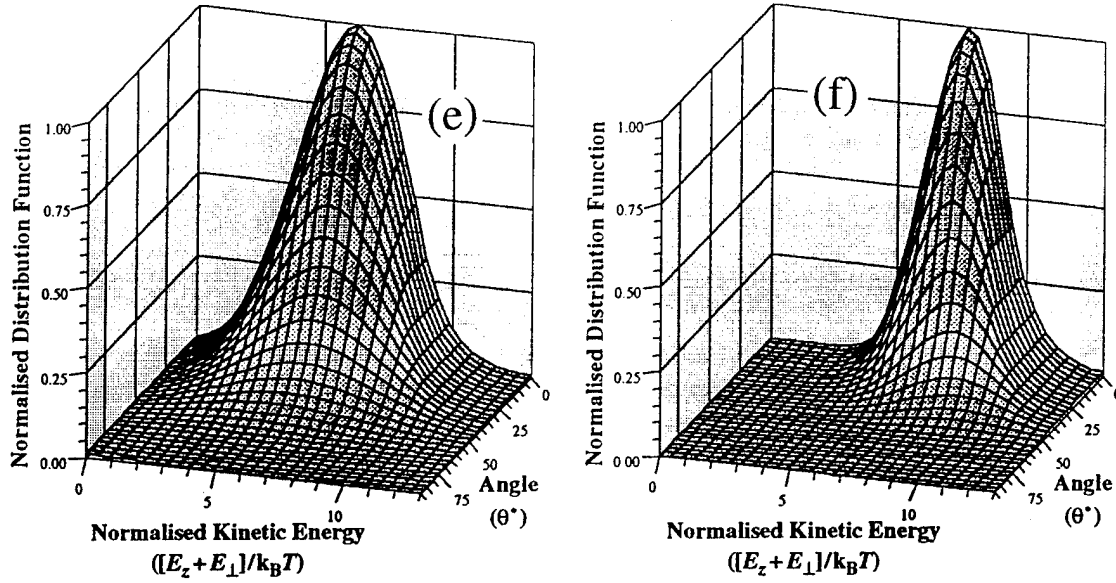 (e)
Normalised Distribution Function
1.00
0.75
0.50
0.25
0.00
0
5
10
0
25
50
75
Angle
(θ°)
Normalised Kinetic Energy
([E_z + E_⊥]/k_BT)
(f)
Normalised Distribution Function
1.00
0.75
0.50
0.25
0 00
0
5
10
25
50
75
Angle
(θ°)
Normalised Kinetic Energy
([E_z + E_⊥]/k_BT)